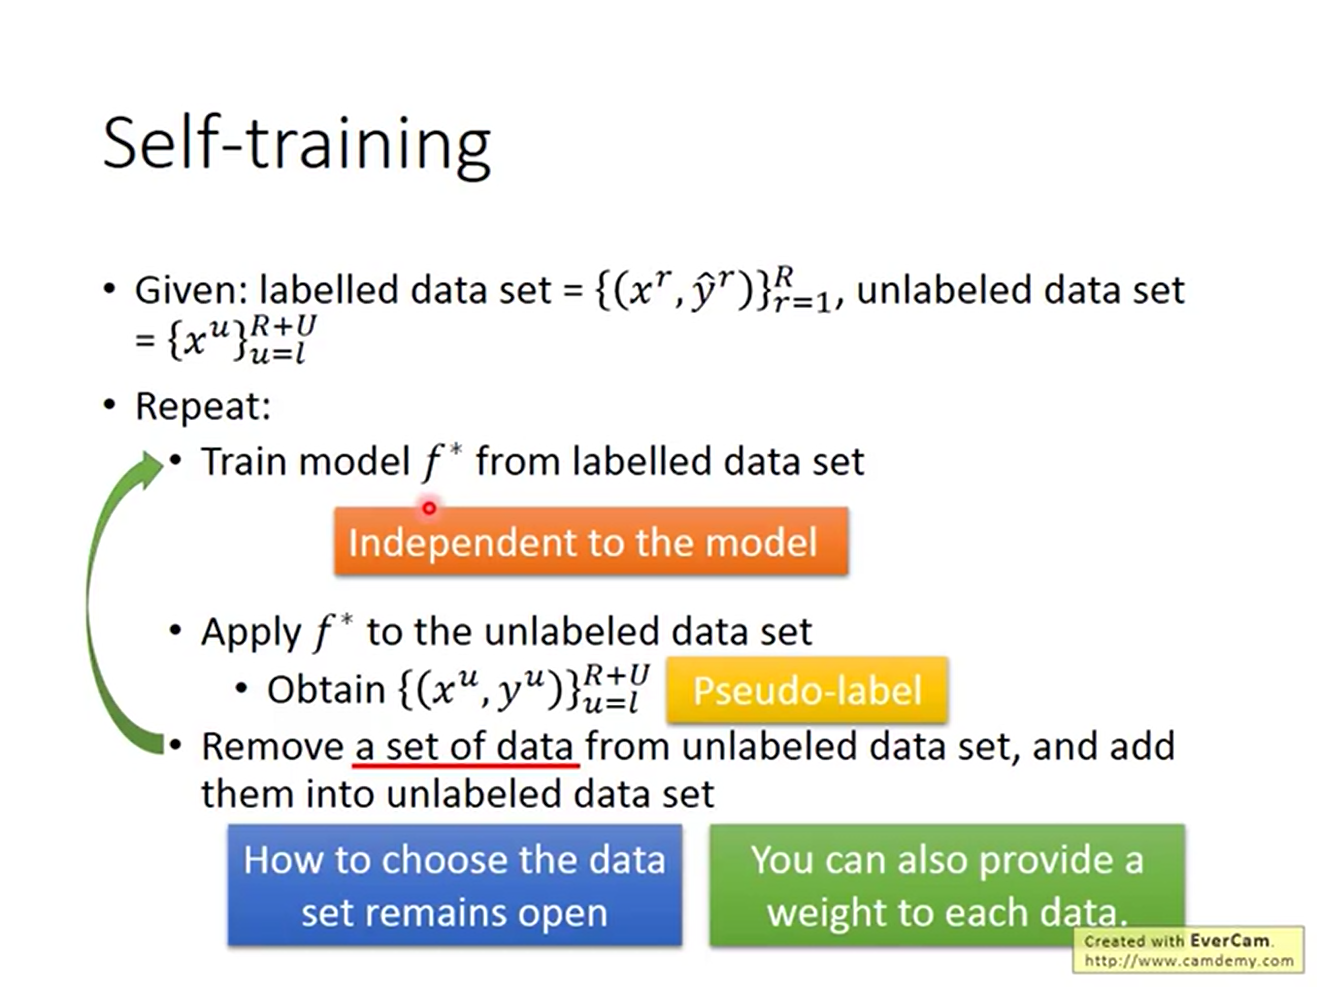 Self-training
• Given: labelled data set = {(x^r, ŷ^r)}_{r=1}^{R}, unlabeled data set
= {x^u}_{u=l}^{R+U}
• Repeat:
• Train model f* from labelled data set
Independent to the model
• Apply f* to the unlabeled data set
• Obtain {(x^u, y^u)}_{u=l}^{R+U} Pseudo-label
• Remove a set of data from unlabeled data set, and add
them into unlabeled data set
How to choose the data
set remains open
You can also provide a
weight to each data.
Created with EverCam.
http://www.camdemy.com